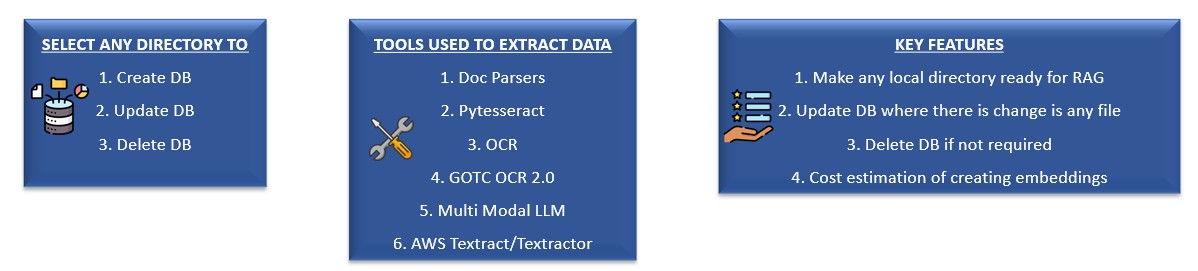 SELECT ANY DIRECTORY TO
1. Create DB
2. Update DB
3. Delete DB
TOOLS USED TO EXTRACT DATA
1. Doc Parsers
2. Pytesseract
3. OCR
4. GOTC OCR 2.0
5. Multi Modal LLM
6. AWS Textract/Textractor
KEY FEATURES
1. Make any local directory ready for RAG
2. Update DB where there is change is any file
3. Delete DB if not required
4. Cost estimation of creating embeddings